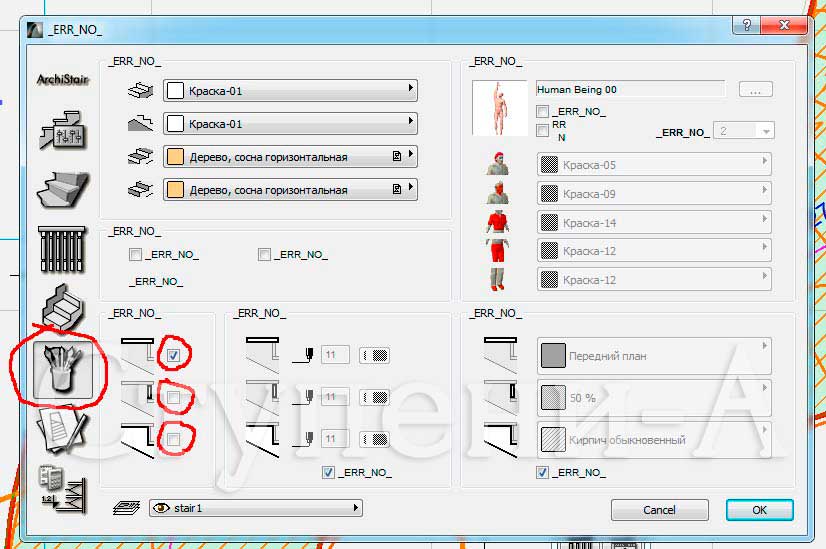 _ERR_NO_
ArchiStair
_ERR_NO_
Краска-01
Краска-01
Дерево, сосна горизонтальная
Дерево, сосна горизонтальная
_ERR_NO_
_ERR_NO_
_ERR_NO_
_ERR_NO_
_ERR_NO_
Human Being 00
...
_ERR_NO_
RR
N
_ERR_NO_
2
Краска-05
Краска-09
Краска-14
Краска-12
Краска-12
_ERR_NO_
_ERR_NO_
11
11
11
_ERR_NO_
_ERR_NO_
Передний план
50 %
Кирпич обыкновенный
_ERR_NO_
Ступени-А
1.2
stair1
Cancel
OK